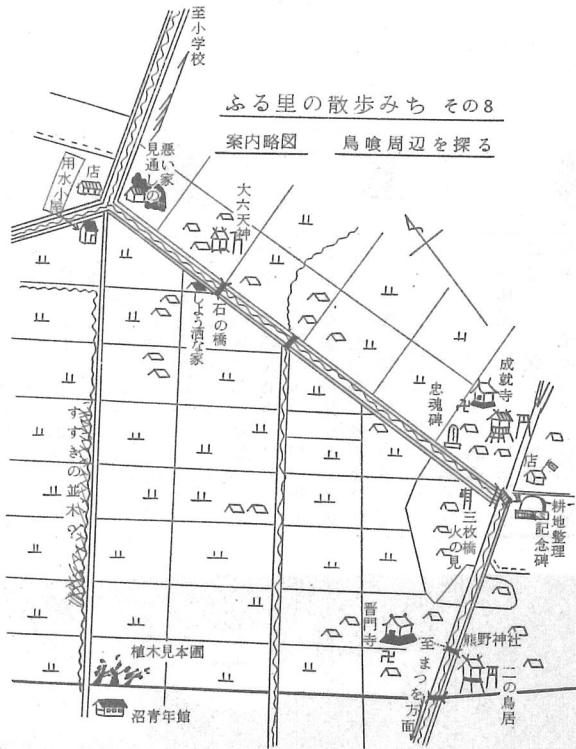 ふる里の散歩みち その8
案内略図 鳥喰周辺を探る
至小学校
見通しの
悪い家
店
用水小屋
大六天神
石の橋
しょう洒な家
成就寺
忠魂碑
店
三枚橋
火の見
耕地整理
記念碑
すすきの並木?
晋門寺
熊野神社
至まつを方面
二の鳥居
植木見本圃
沼青年館